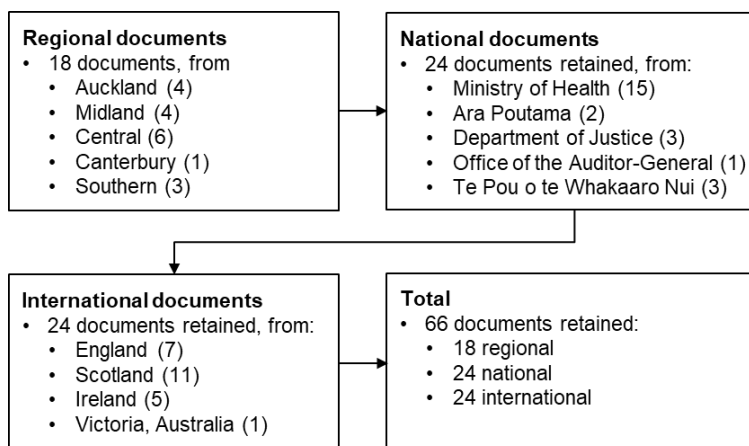 Regional documents
• 18 documents, from
• Auckland (4)
• Midland (4)
• Central (6)
• Canterbury (1)
• Southern (3)
National documents
• 24 documents retained, from:
• Ministry of Health (15)
• Ara Poutama (2)
• Department of Justice (3)
• Office of the Auditor-General (1)
• Te Pou o te Whakaaro Nui (3)
International documents
• 24 documents retained, from:
• England (7)
• Scotland (11)
• Ireland (5)
• Victoria, Australia (1)
Total
• 66 documents retained:
• 18 regional
• 24 national
• 24 international